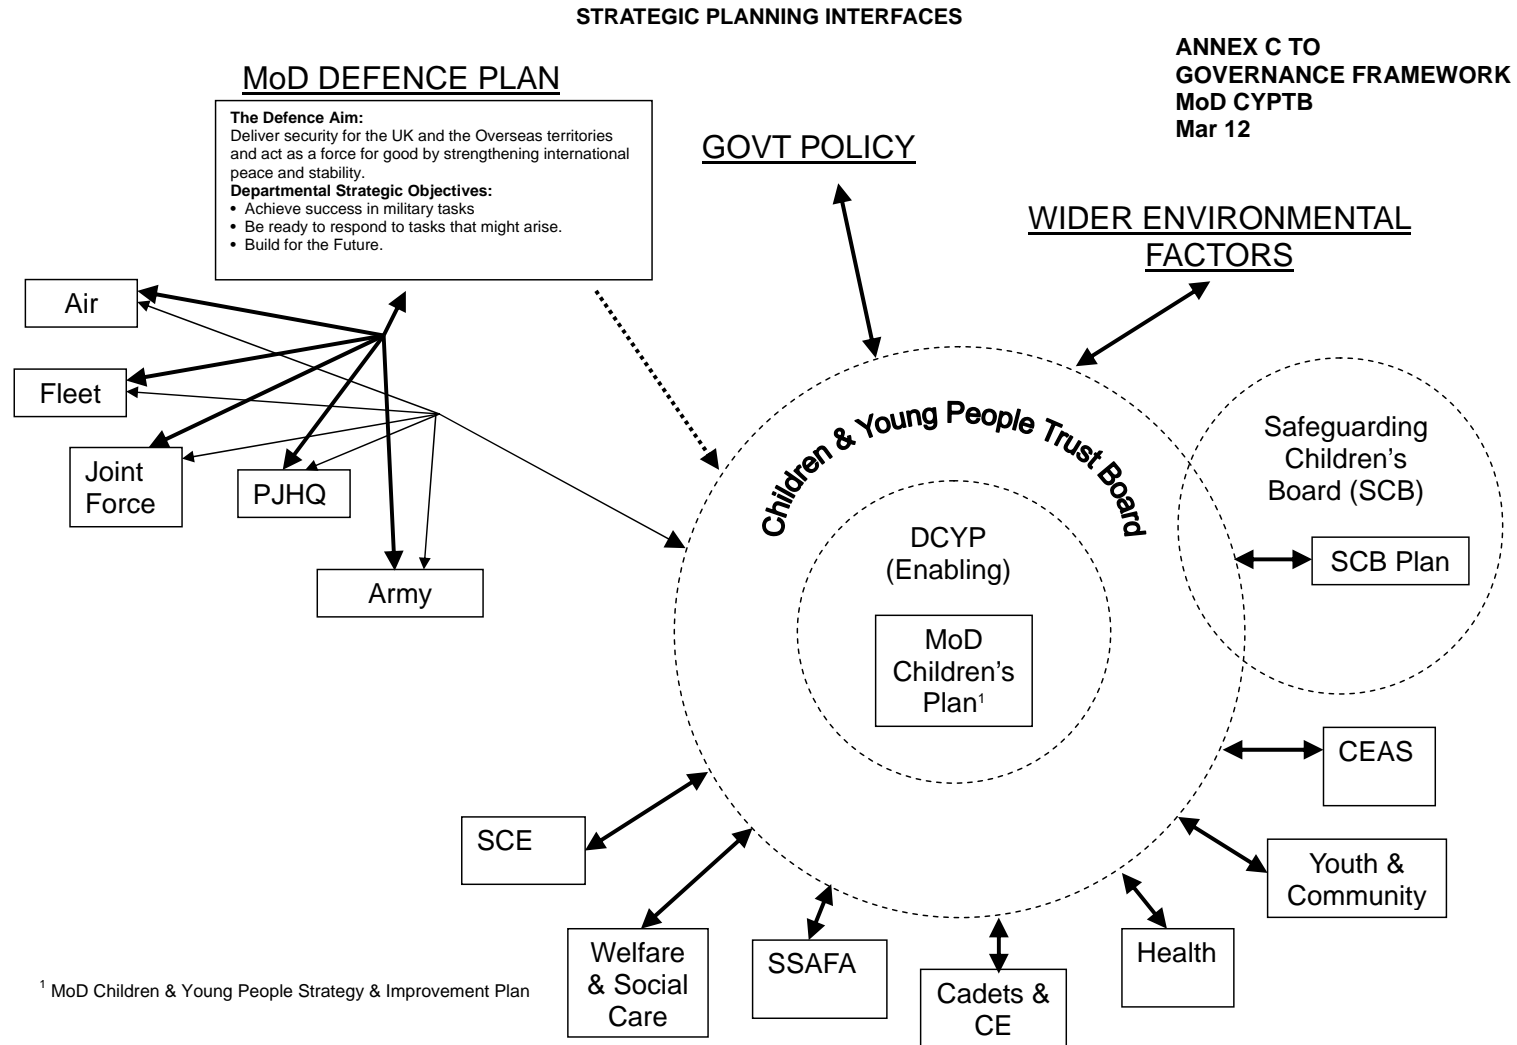 STRATEGIC PLANNING INTERFACES
ANNEX C TO
GOVERNANCE FRAMEWORK
MoD CYPTB
Mar 12
MoD DEFENCE PLAN
The Defence Aim:
Deliver security for the UK and the Overseas territories
and act as a force for good by strengthening international
peace and stability.
Departmental Strategic Objectives:
• Achieve success in military tasks
• Be ready to respond to tasks that might arise.
• Build for the Future.
GOVT POLICY
WIDER ENVIRONMENTAL
FACTORS
Air
Fleet
Joint
Force
PJHQ
Army
Children & Young People Trust Board
DCYP
(Enabling)
MoD
Children’s
Plan¹
Safeguarding
Children’s
Board (SCB)
SCB Plan
CEAS
Youth &
Community
Health
Cadets &
CE
SSAFA
Welfare
& Social
Care
SCE
¹ MoD Children & Young People Strategy & Improvement Plan